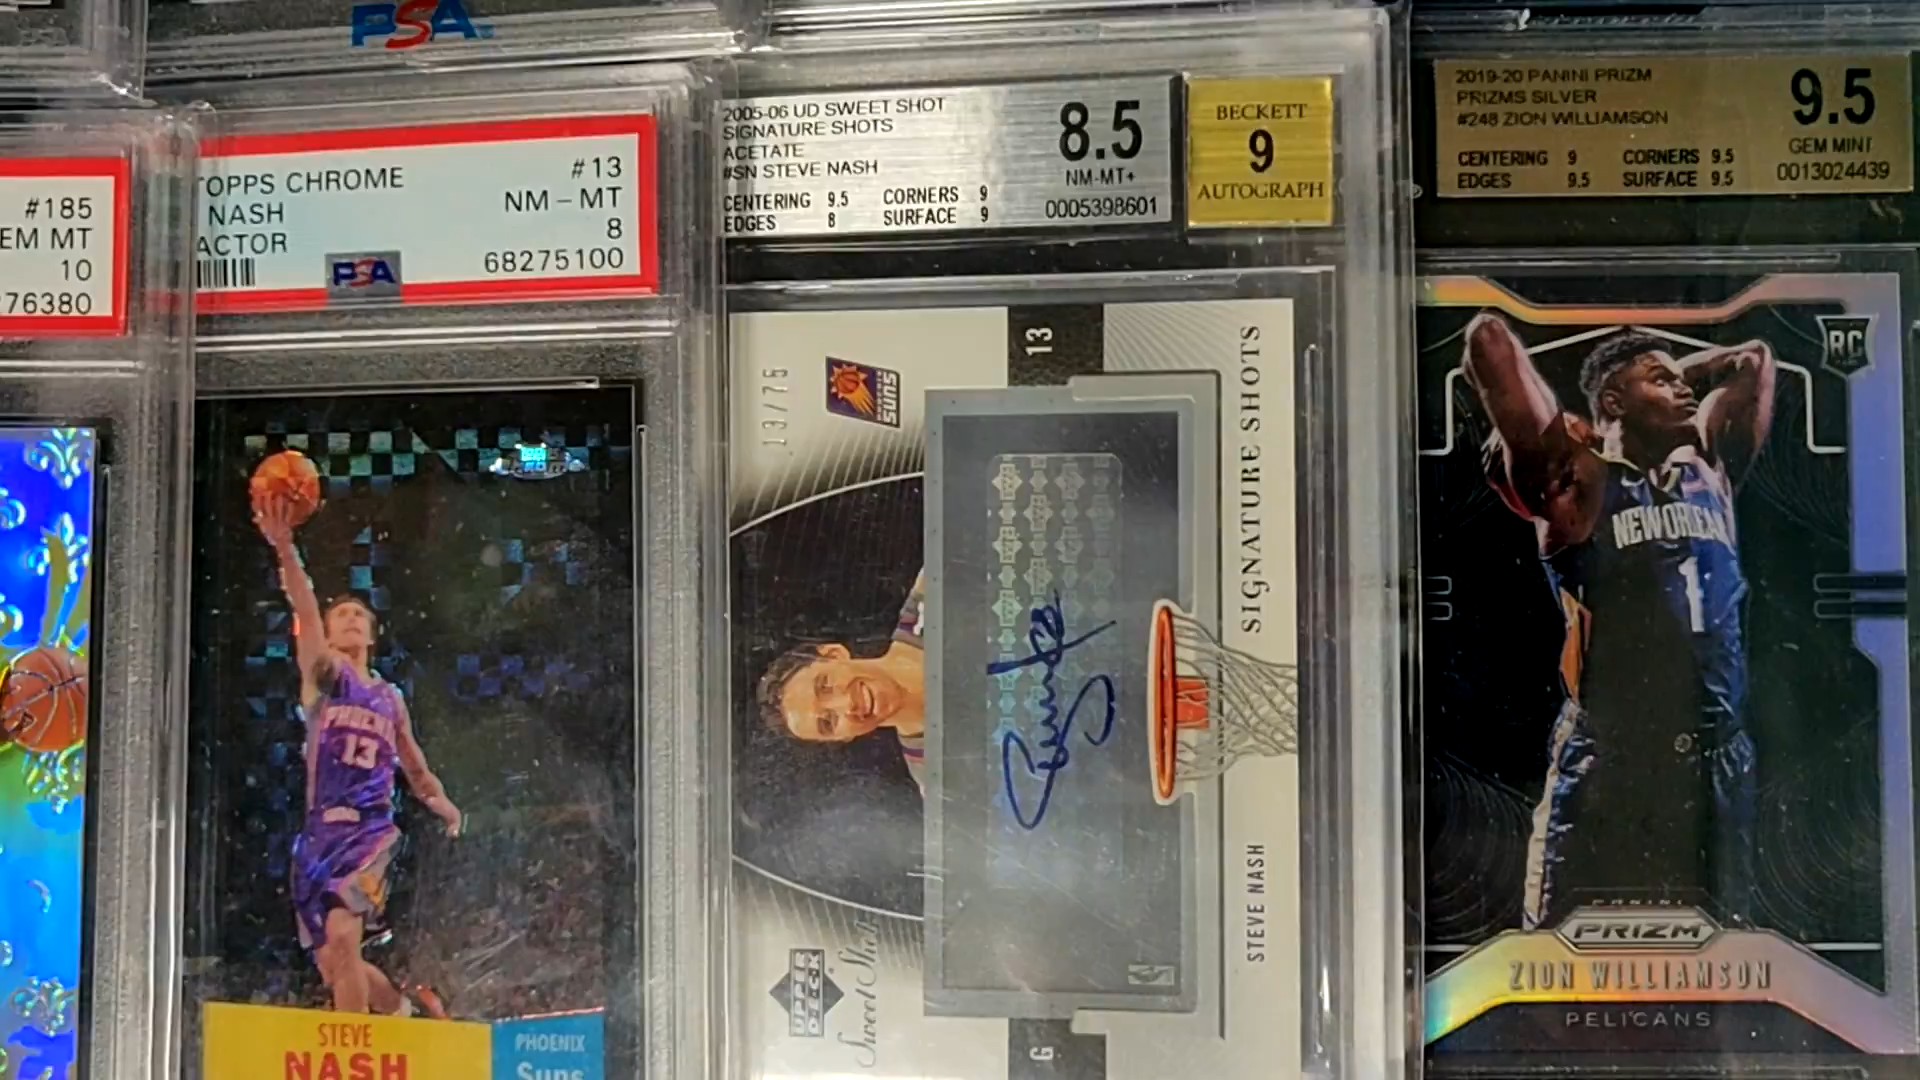 PSA
#185
EM MT
10
76380
TOPPS CHROME
NASH
ACTOR
#13
NM - MT
8
68275100
PSA
2005-06 UD SWEET SHOT
SIGNATURE SHOTS
ACETATE
#SN STEVE NASH
CENTERING 9.5 CORNERS 9
EDGES 8 SURFACE 9
8.5
NM-MT+
0005398601
BECKETT
9
AUTOGRAPH
2019-20 PANINI PRIZM
PRIZMS SILVER
#248 ZION WILLIAMSON
CENTERING 9 CORNERS 9.5
EDGES 9.5 SURFACE 9.5
9.5
GEM MINT
0013024439
Topps
Chrome
PHOENIX
13
STEVE
NASH
PHOENIX
Suns
13/75
SUNS
13
SIGNATURE SHOTS
STEVE NASH
UPPER
DECK
Sweet Shot
G
RC
NEW ORLEAN
1
PANINI
PRIZM
ZION WILLIAMSON
PELICANS